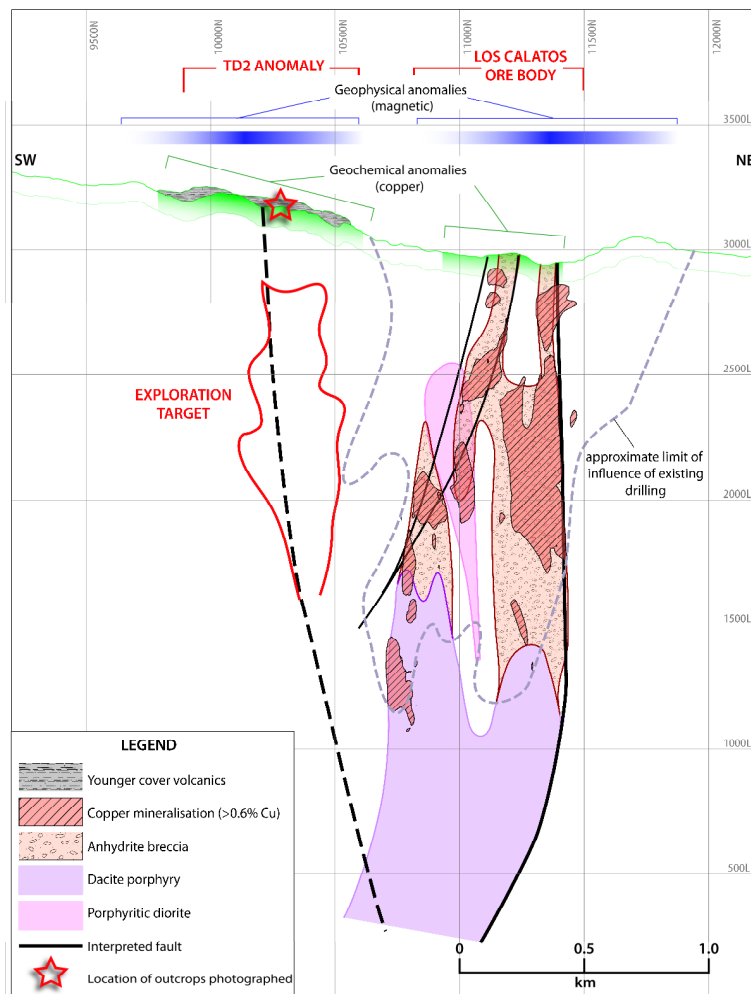 9500N
10000N
10500N
11000N
11500N
12000N
TD2 ANOMALY
LOS CALATOS
ORE BODY
Geophysical anomalies
(magnetic)
3500L
SW
NE
Geochemical anomalies
(copper)
3000L
2500L
EXPLORATION
TARGET
approximate limit of
influence of existing
drilling
2000L
1500L
1000L
500L
LEGEND
Younger cover volcanics
Copper mineralisation (>0.6% Cu)
Anhydrite breccia
Dacite porphyry
Porphyritic diorite
Interpreted fault
Location of outcrops photographed
0
0.5
1.0
km